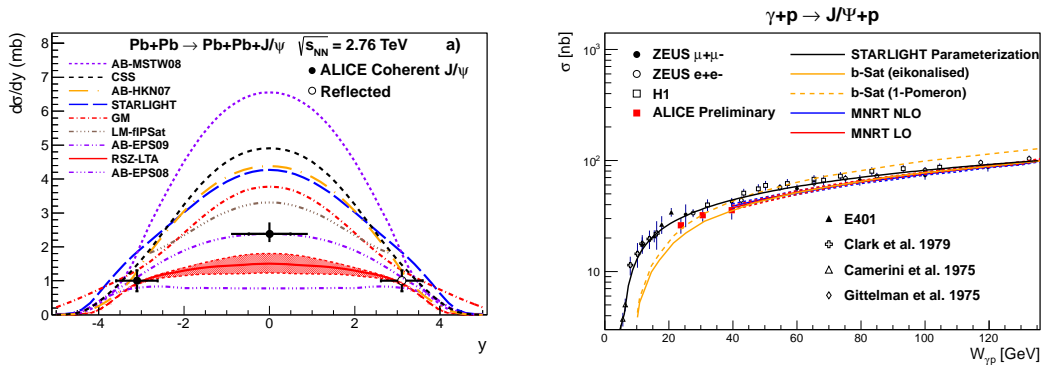 Pb+Pb → Pb+Pb+J/ψ √s_NN = 2.76 TeV a)
dσ/dy (mb)
8
7
6
5
4
3
2
1
0
AB-MSTW08
CSS
AB-HKN07
STARLIGHT
GM
LM-fIPSat
AB-EPS09
RSZ-LTA
AB-EPS08
ALICE Coherent J/ψ
Reflected
-4 -2 0 2 4
y
γ+p → J/Ψ+p
σ [nb]
10³
10²
10
ZEUS μ+μ-
ZEUS e+e-
H1
ALICE Preliminary
STARLIGHT Parameterization
b-Sat (eikonalised)
b-Sat (1-Pomeron)
MNRT NLO
MNRT LO
E401
Clark et al. 1979
Camerini et al. 1975
Gittelman et al. 1975
0 20 40 60 80 100 120
W_γp [GeV]